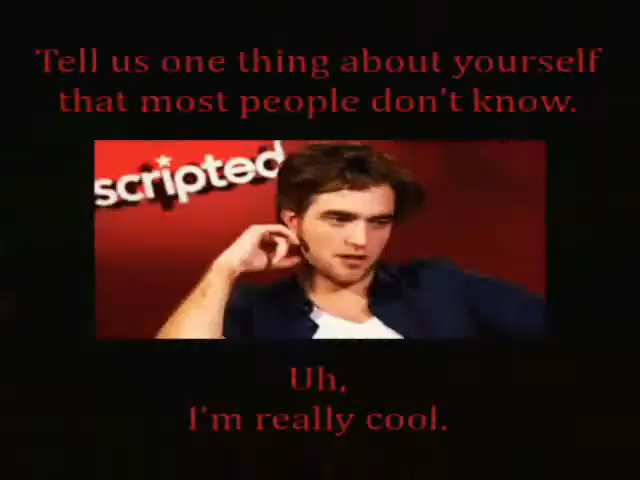 Tell us one thing about yourself
that most people don't know.
scripted
Uh,
I'm really cool.